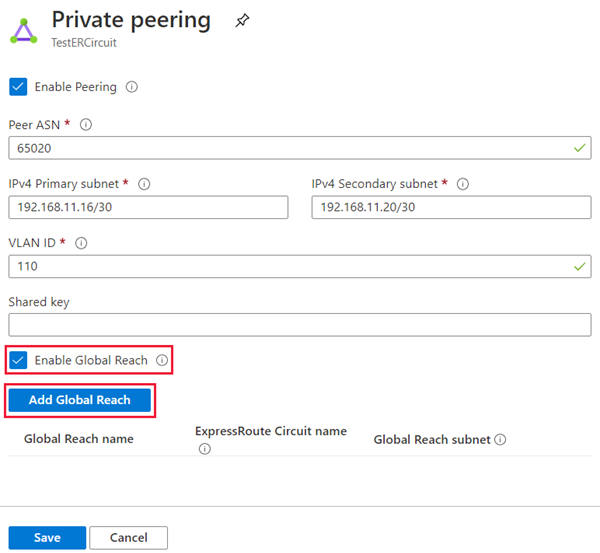 Private peering
TestERCircuit
Enable Peering
Peer ASN *
65020
IPv4 Primary subnet * IPv4 Secondary subnet *
192.168.11.16/30 192.168.11.20/30
VLAN ID *
110
Shared key
Enable Global Reach
Add Global Reach
Global Reach name ExpressRoute Circuit name Global Reach subnet
Save Cancel